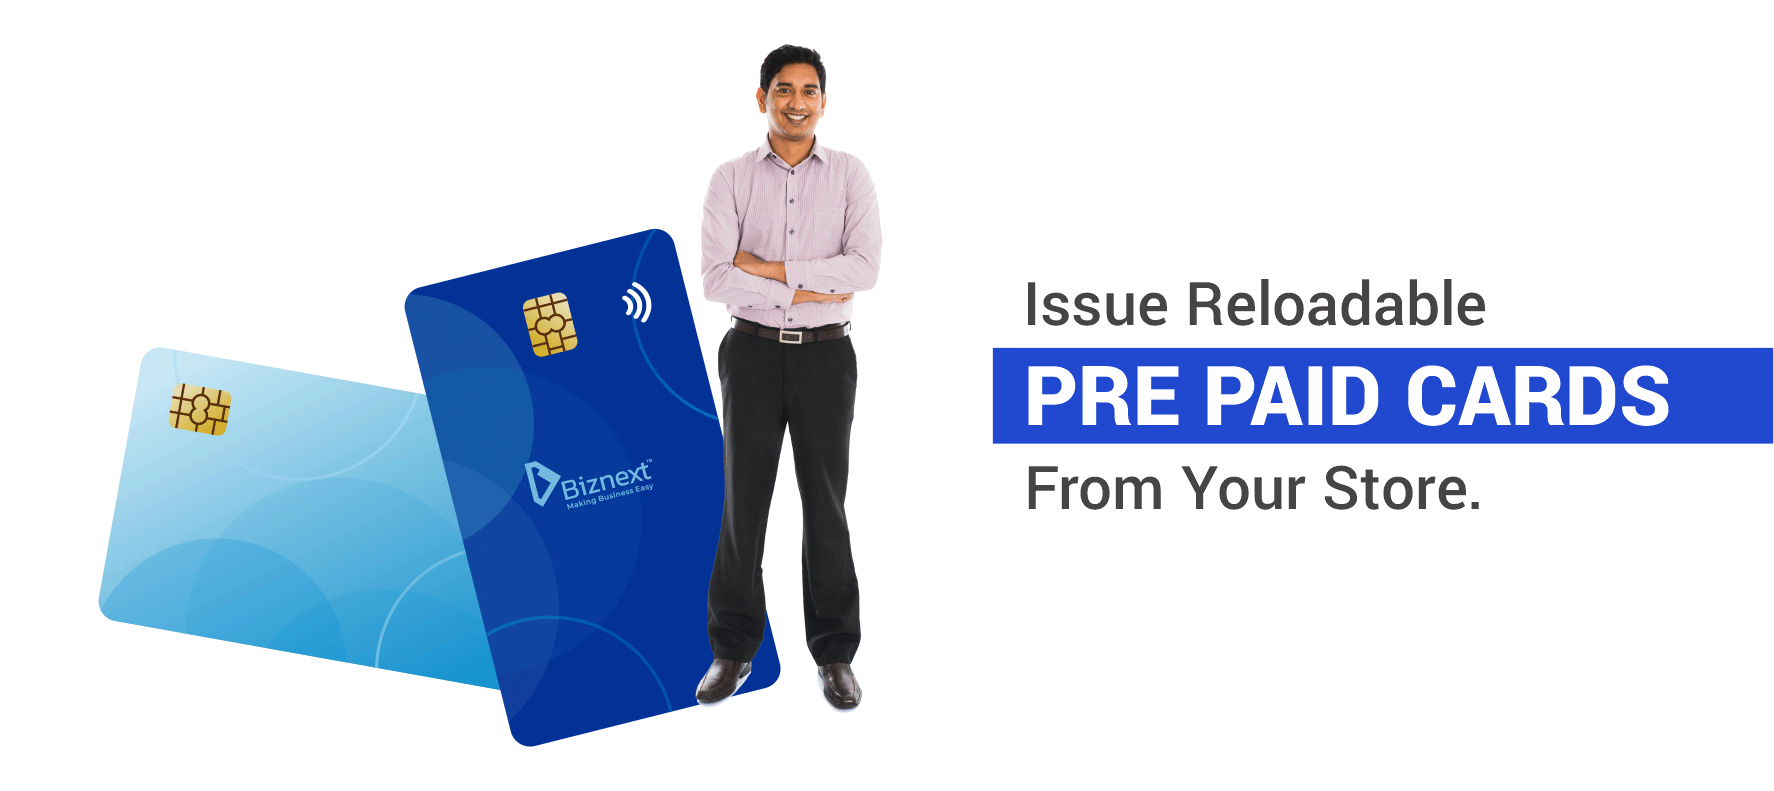 Biznext™
Making Business Easy
Issue Reloadable
PRE PAID CARDS
From Your Store.